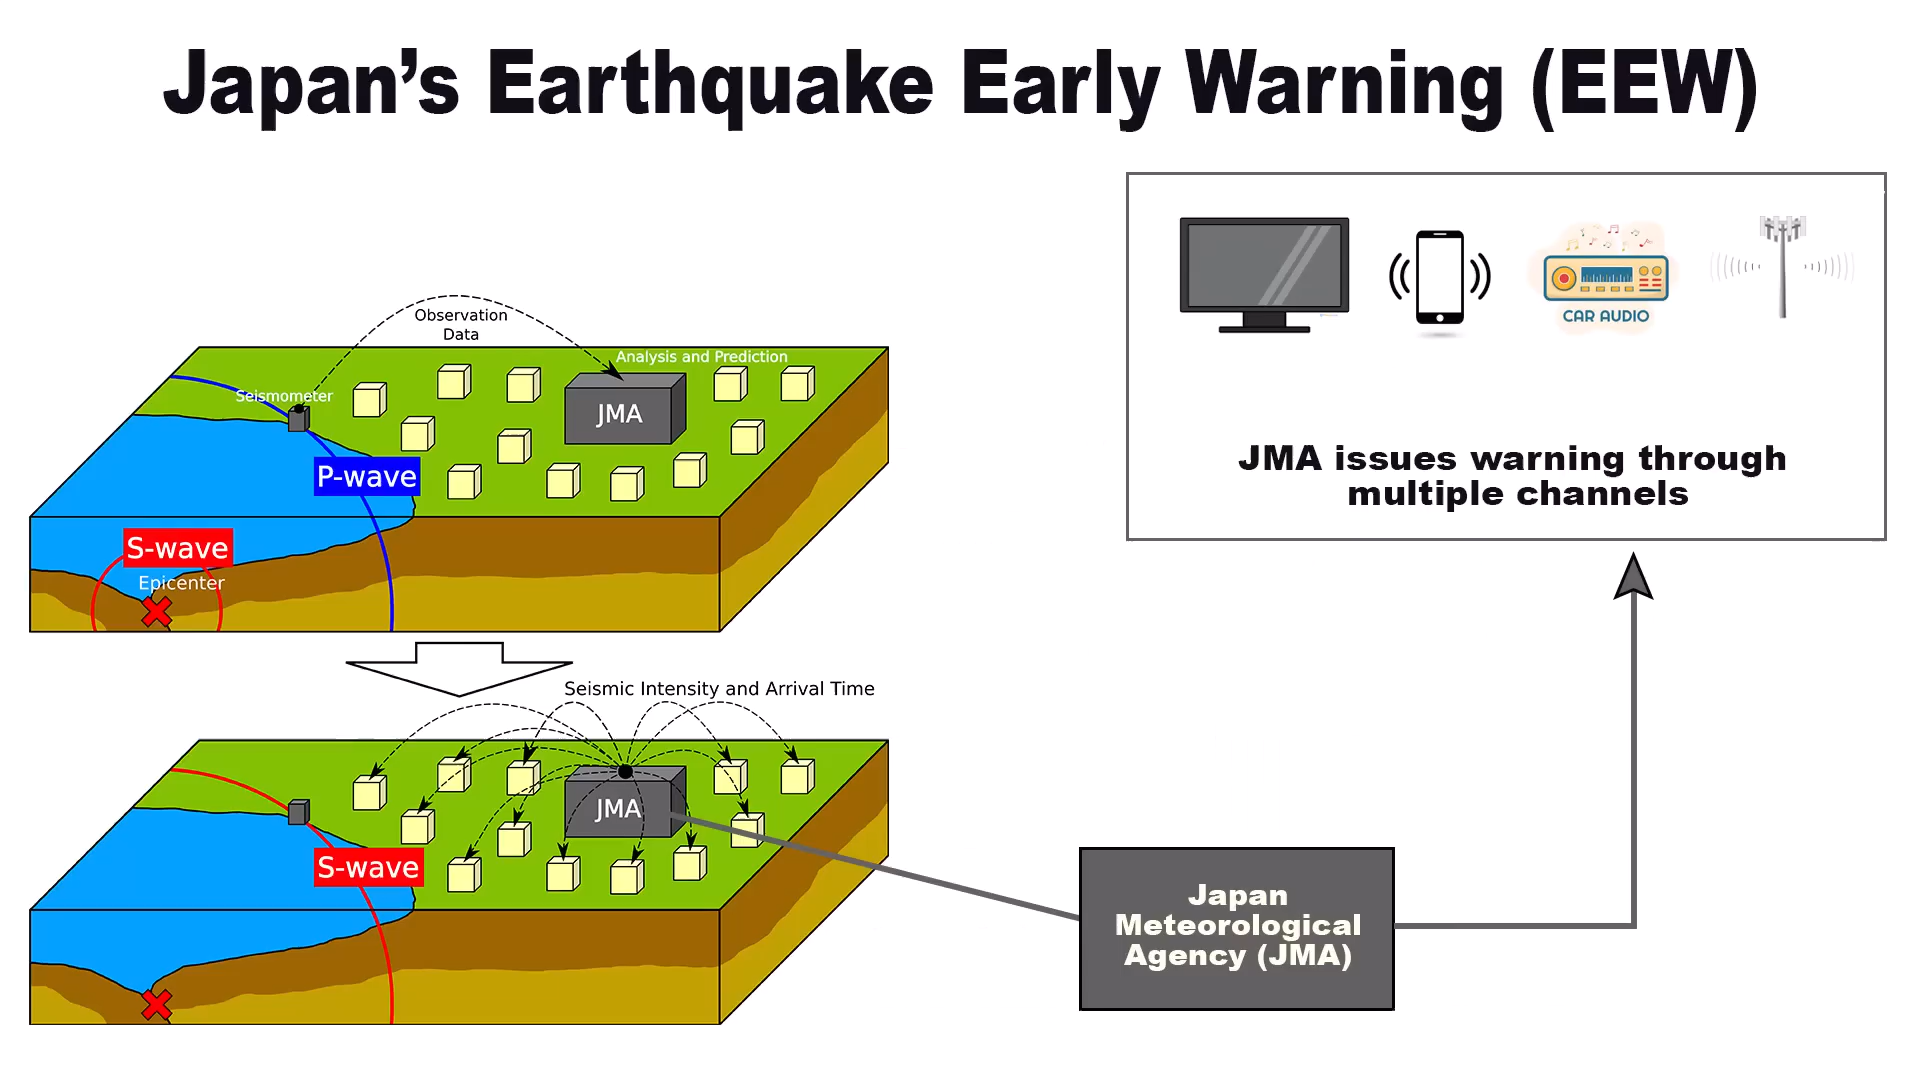 Japan’s Earthquake Early Warning (EEW)
Observation
Data
Analysis and Prediction
Seismometer
JMA
P-wave
S-wave
Epicenter
Seismic Intensity and Arrival Time
JMA
S-wave
CAR AUDIO
JMA issues warning through
multiple channels
Japan
Meteorological
Agency (JMA)